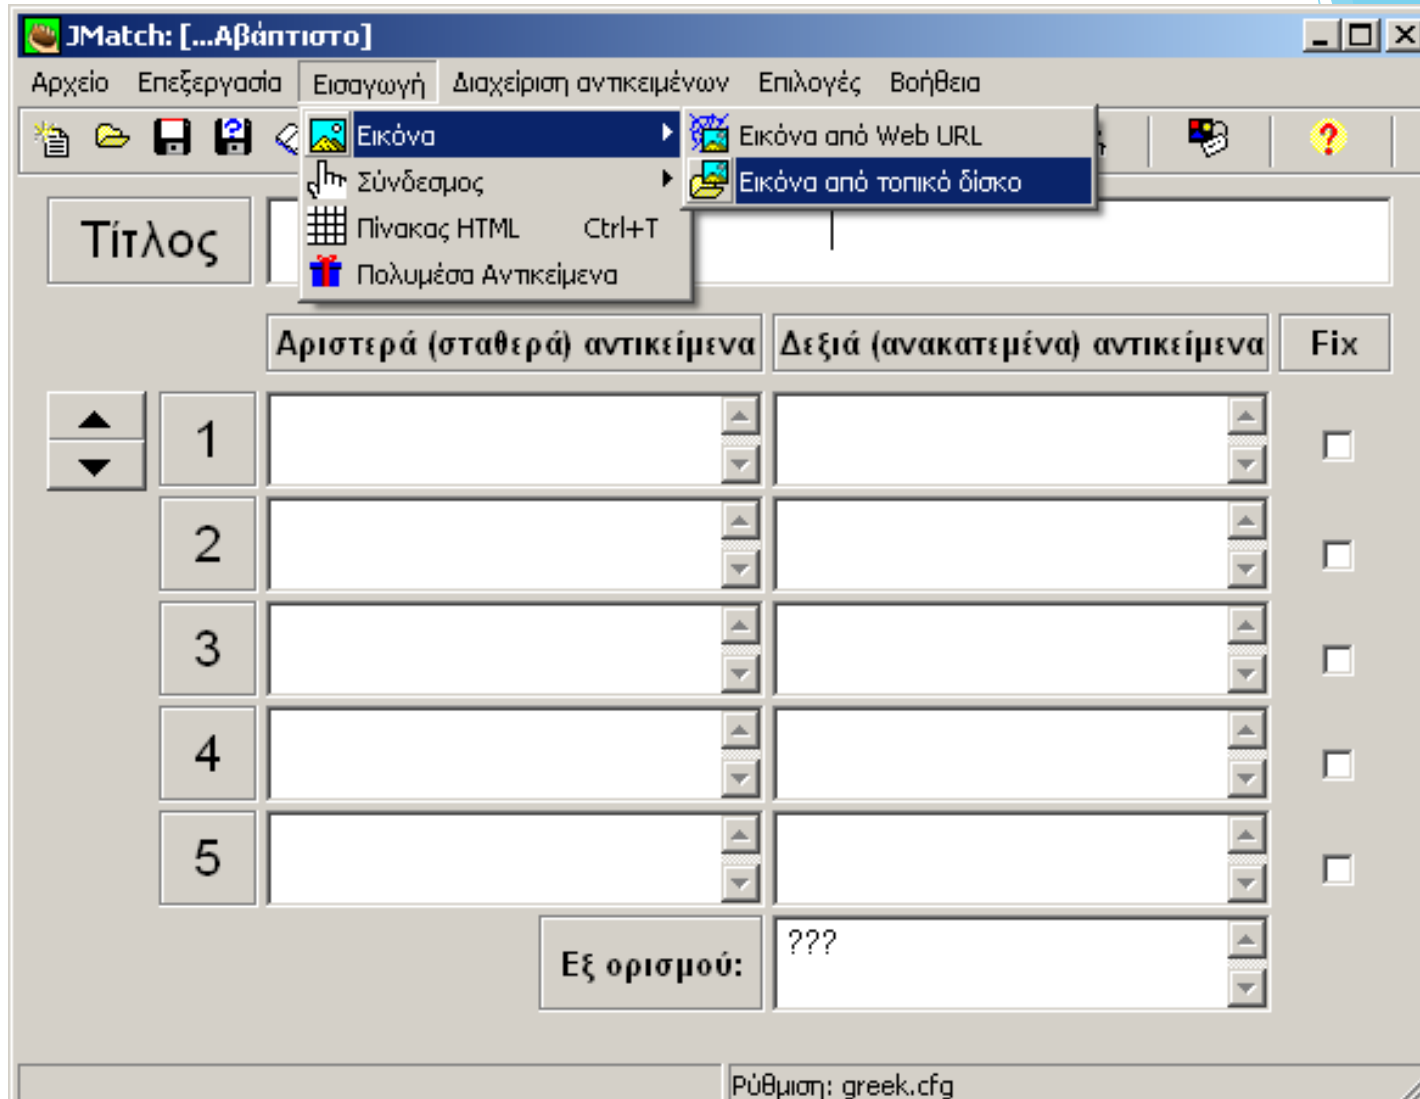 JMatch: [...Αβάπτιστο]
Αρχείο Επεξεργασία Εισαγωγή Διαχείριση αντικειμένων Επιλογές Βοήθεια
Εικόνα
Εικόνα από Web URL
Σύνδεσμος
Εικόνα από τοπικό δίσκο
Πίνακας HTML Ctrl+T
Πολυμέσα Αντικείμενα
Τίτλος
Αριστερά (σταθερά) αντικείμενα Δεξιά (ανακατεμένα) αντικείμενα Fix
1
2
3
4
5
Εξ ορισμού: ???
Ρύθμιση: greek.cfg